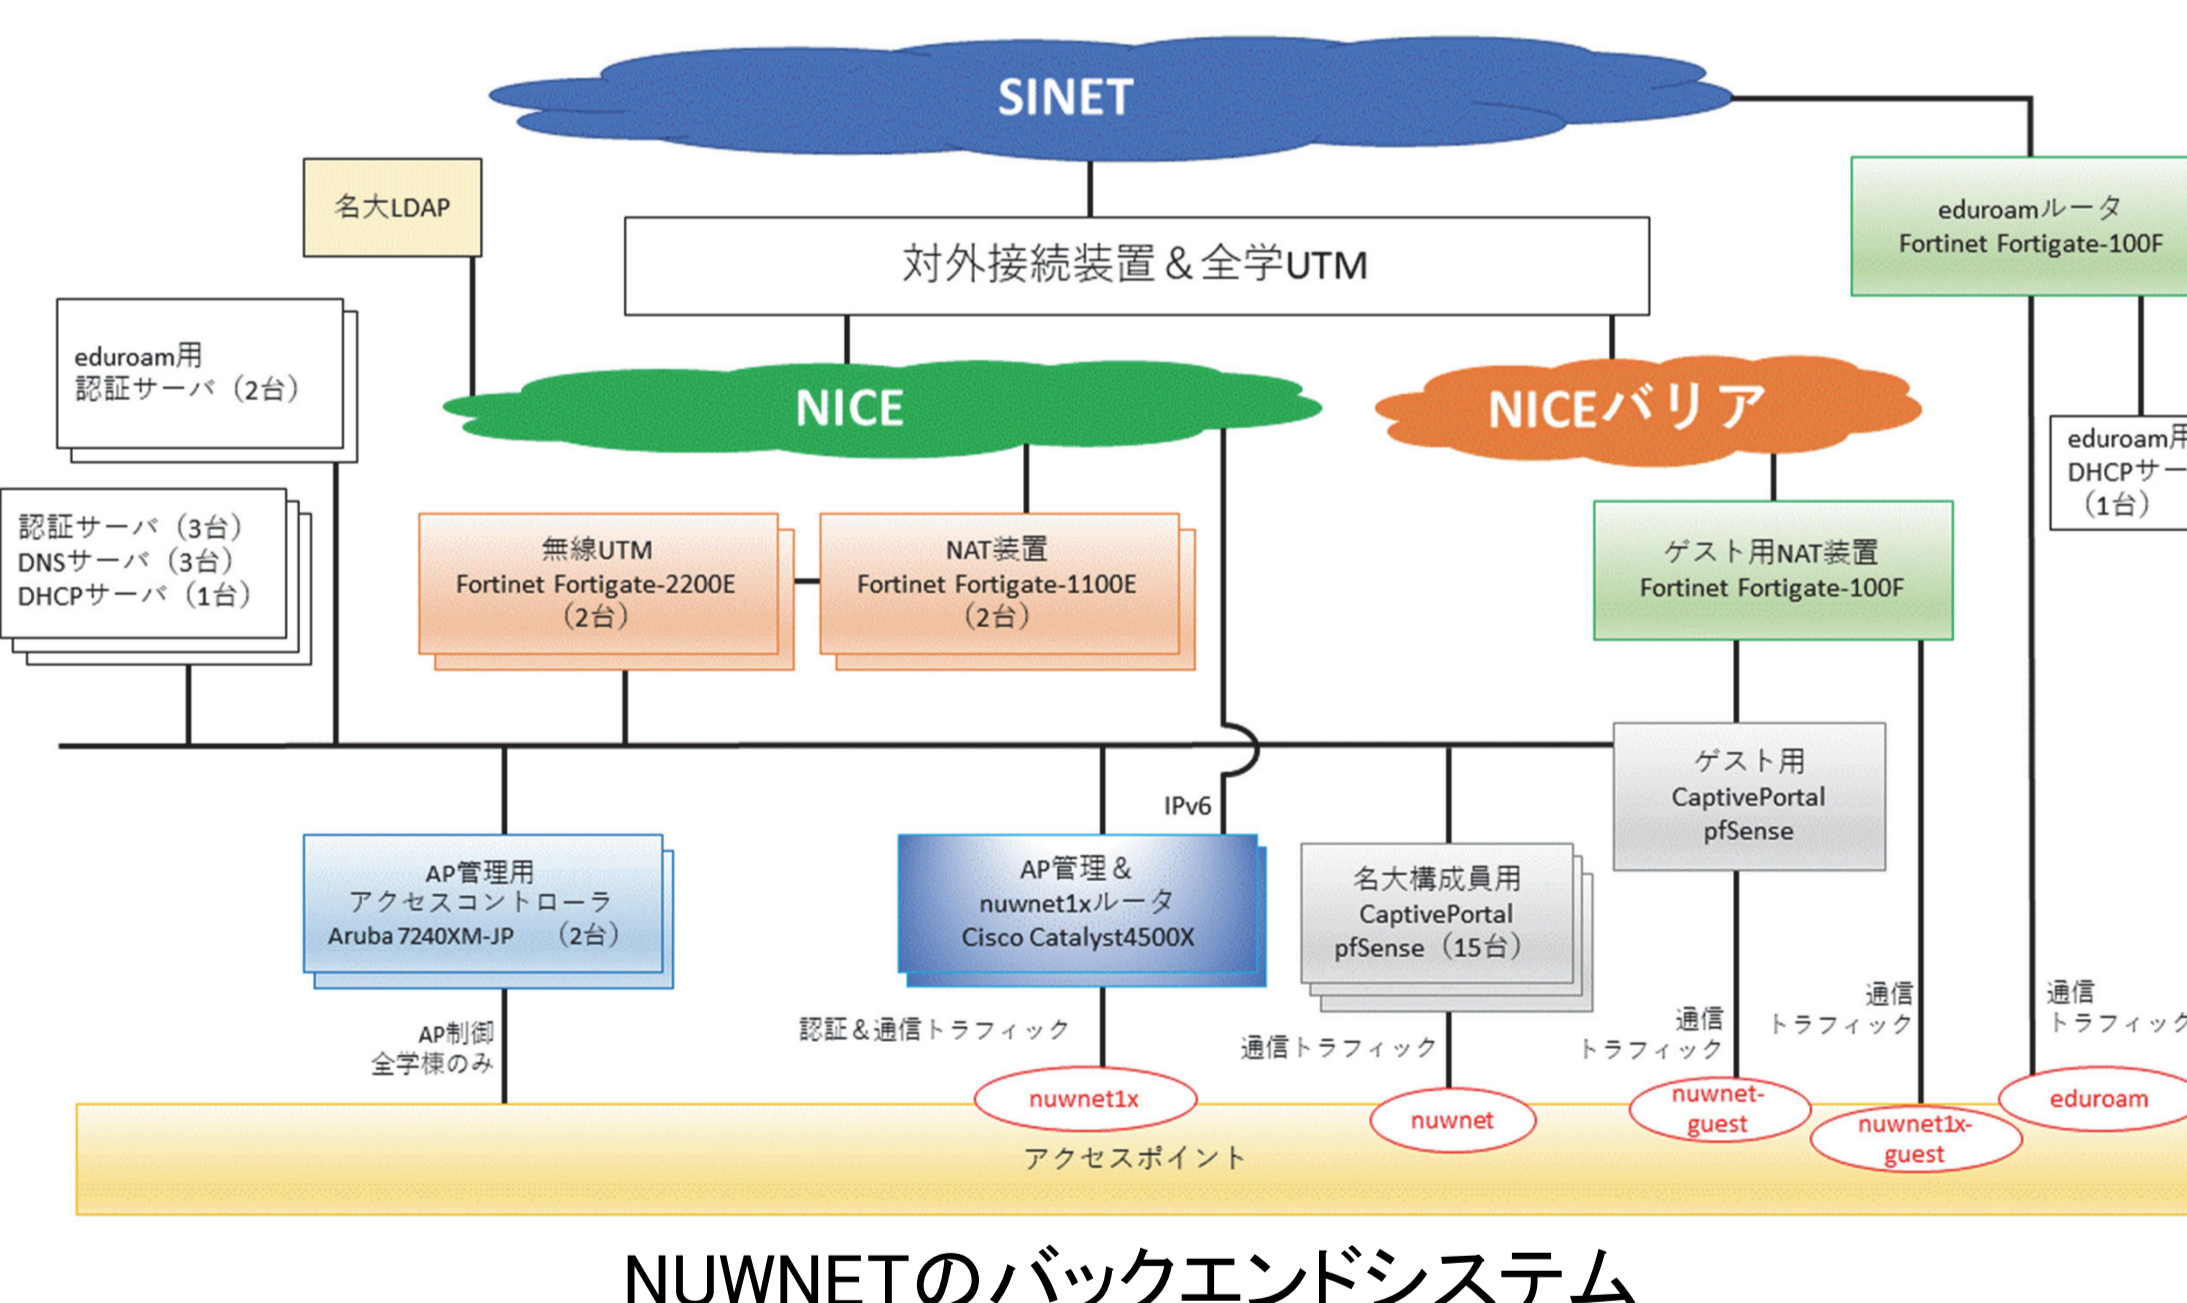 SINET
名大LDAP
eduroamルータ
Fortinet Fortigate-100F
対外接続装置＆全学UTM
eduroam用
認証サーバ（2台）
NICE
NICEバリア
eduroam用
DHCPサー
（1台）
認証サーバ（3台）
DNSサーバ（3台）
DHCPサーバ（1台）
無線UTM
Fortinet Fortigate-2200E
（2台）
NAT装置
Fortinet Fortigate-1100E
（2台）
ゲスト用NAT装置
Fortinet Fortigate-100F
ゲスト用
CaptivePortal
pfSense
IPv6
AP管理用
アクセスコントローラ
Aruba 7240XM-JP （2台）
AP管理＆
nuwnet1xルータ
Cisco Catalyst4500X
名大構成員用
CaptivePortal
pfSense（15台）
AP制御
全学棟のみ
認証＆通信トラフィック
通信トラフィック
通信
トラフィック
通信
トラフィック
通信
トラフィック
nuwnet1x
nuwnet
nuwnet-
guest
nuwnet1x-
guest
eduroam
アクセスポイント
NUWNETのバックエンドシステム